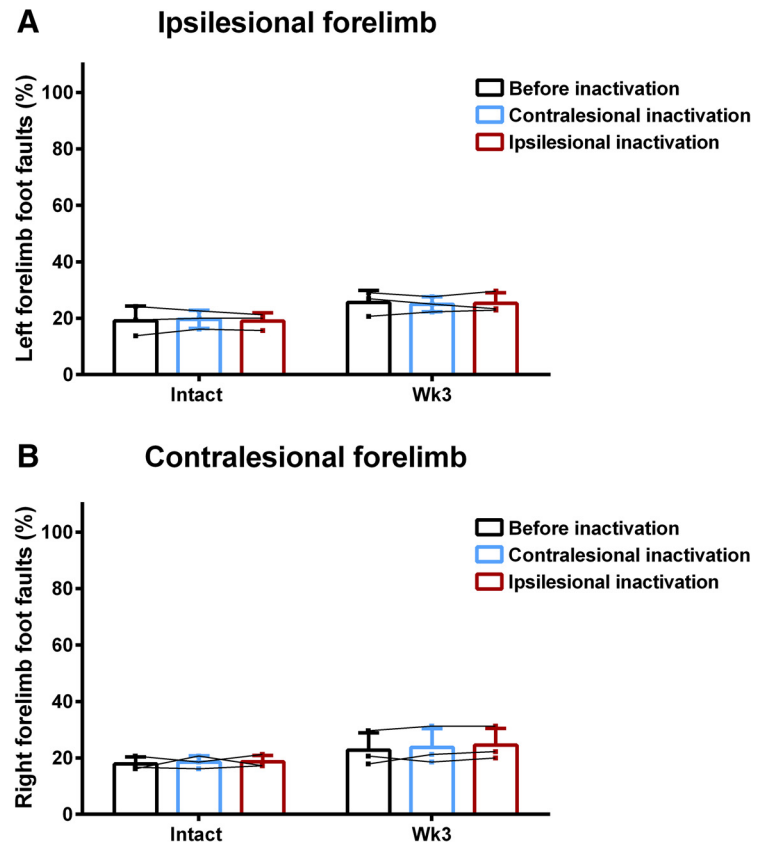 A
Ipsilesional forelimb
Left forelimb foot faults (%)
100
80
60
40
20
0
Before inactivation
Contralesional inactivation
Ipsilesional inactivation
Intact
Wk3
B
Contralesional forelimb
Right forelimb foot faults (%)
100
80
60
40
20
0
Before inactivation
Contralesional inactivation
Ipsilesional inactivation
Intact
Wk3